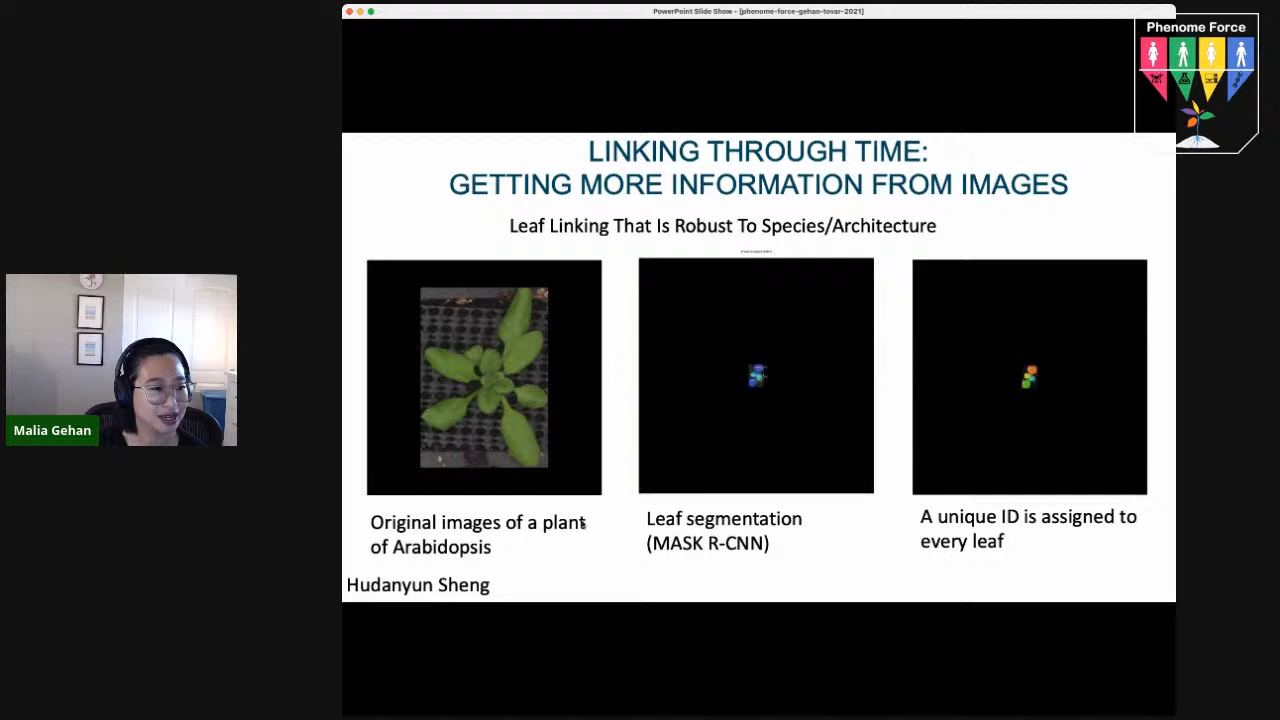 PowerPoint Slide Show - [phenome-force-gehan-tovar-2021]
Phenome Force
LINKING THROUGH TIME:
GETTING MORE INFORMATION FROM IMAGES
Leaf Linking That Is Robust To Species/Architecture
Original images of a plant
of Arabidopsis
Leaf segmentation
(MASK R-CNN)
A unique ID is assigned to
every leaf
Hudanyun Sheng
Malia Gehan